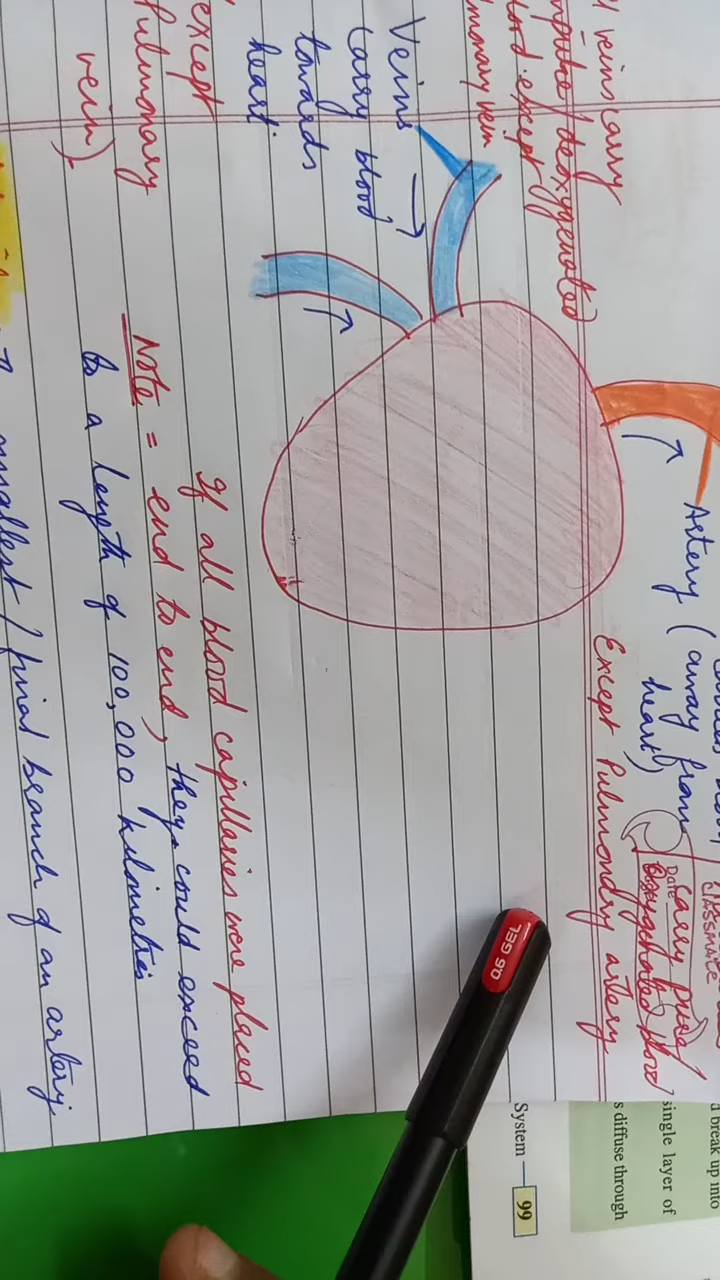 classmate
Date
carry pure/
Oxygenated blood
Artery (away from
heart)
Except Pulmonary artery
veins carry
deoxygenated
except
vein
Veins →
carry blood
towards
heart
except
Pulmonary
vein)
If all blood capillaries were placed
Note = end to end, they could exceed
to a length of 100,000 kilometres
smallest / final branch of an artery
0.6 GEL
break up into
single layer of
diffuse through
System — 99